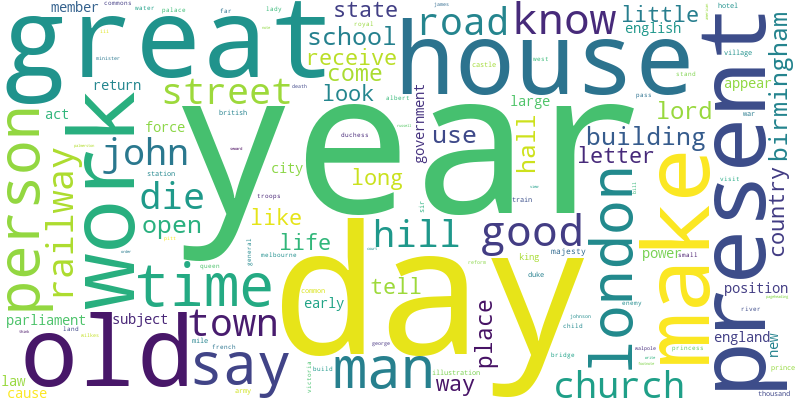 member commons water palace far lady hotel
james
great
house
state
road
know
little
english
school
receive
come
look
return
street
british
albert
death
castle
west
stand
royal
village
war
appear
present
birmingham
large
pass
lord
act
force
minister
person
work
railway
john
year
city
duchess
long
government
use
hall
building
letter
die
station
open
troops
sir
train
like
life
hill
good
london
make
country
visit
queen
general
melbourne
majesty
king
duke
power
small
time
day
tell
early
common
position
river
enemy
parliament
subject
town
mile
land
french
place
johnson
child
bridge
england
new
old
say
man
way
george
illustration
build
victoria
army
church
walpole
princess
prince
thousand
law
cause
reform
bill